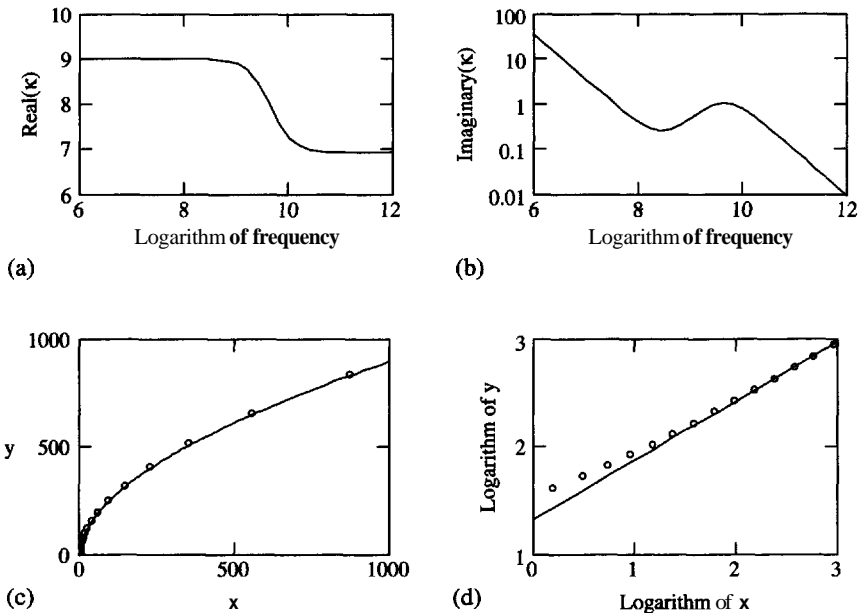 10
9
8
7
6
Real(κ)
6
8
10
12
Logarithm of frequency
(a)
100
10
1
0.1
0.01
Imaginary(κ)
6
8
10
12
Logarithm of frequency
(b)
1000
500
0
y
0
500
1000
x
(c)
3
2
1
Logarithm of y
0
1
2
3
Logarithm of x
(d)